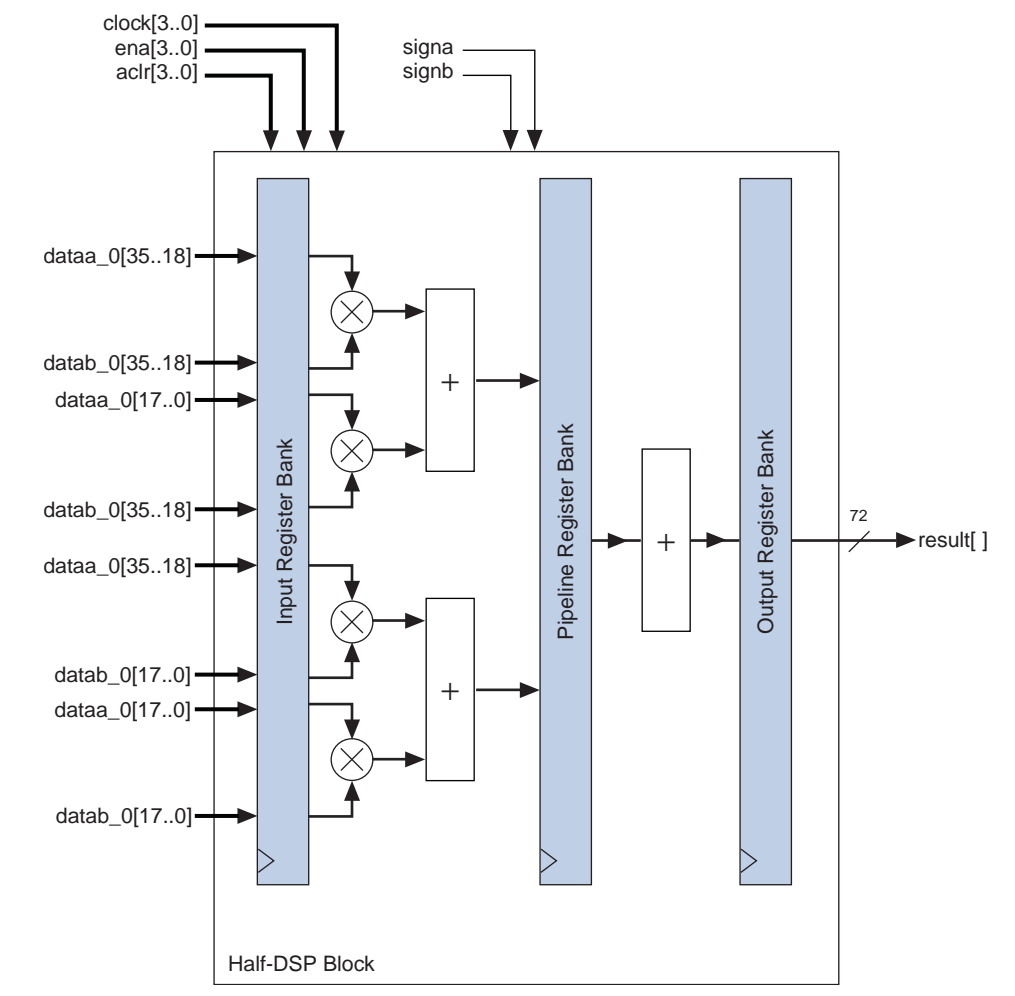 clock[3..0]
ena[3..0]
aclr[3..0]
signa
signb
dataa_0[35..18]
datab_0[35..18]
dataa_0[17..0]
datab_0[35..18]
dataa_0[35..18]
datab_0[17..0]
dataa_0[17..0]
datab_0[17..0]
Input Register Bank
+
+
Pipeline Register Bank
+
Output Register Bank
72
result[ ]
Half-DSP Block